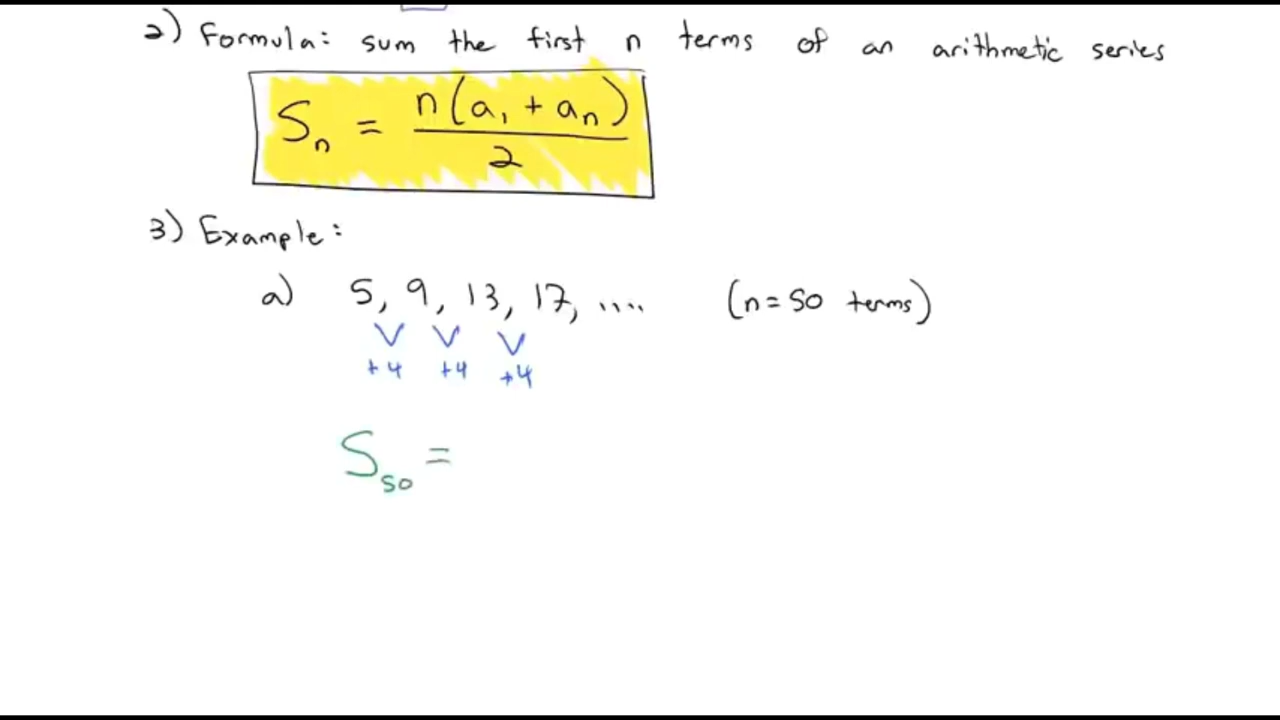 2) Formula: sum the first n terms of an arithmetic series
Sn = n(a1 + an) / 2
3) Example:
a) 5, 9, 13, 17, .... (n=50 terms)
+4 +4 +4
S50 =